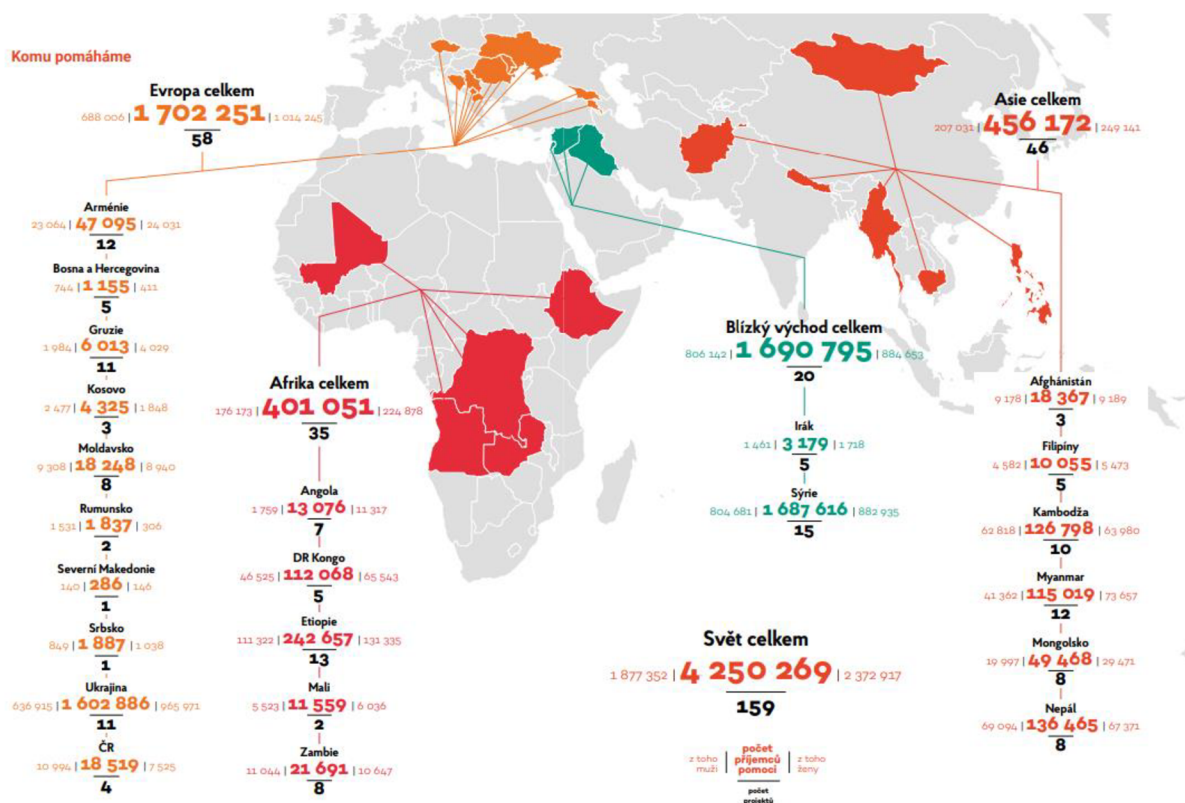 Komu pomáháme
Evropa celkem
688 006 | 1 702 251 | 1 014 245
58
Arménie
23 064 | 47 095 | 24 031
12
Bosna a Hercegovina
744 | 1 155 | 411
5
Gruzie
1 984 | 6 013 | 4 029
11
Kosovo
2 477 | 4 325 | 1 848
3
Moldavsko
9 308 | 18 248 | 8 940
8
Rumunsko
1 531 | 1 837 | 306
2
Severní Makedonie
140 | 286 | 146
1
Srbsko
849 | 1 887 | 1 038
1
Ukrajina
636 915 | 1 602 886 | 965 971
11
ČR
10 994 | 18 519 | 7 525
4
Afrika celkem
176 173 | 401 051 | 224 878
35
Angola
1 759 | 13 076 | 11 317
7
DR Kongo
46 525 | 112 068 | 65 543
5
Etiopie
111 322 | 242 657 | 131 335
13
Mali
5 523 | 11 559 | 6 036
2
Zambie
11 044 | 21 691 | 10 647
8
Blízký východ celkem
806 142 | 1 690 795 | 884 653
20
Irák
1 461 | 3 179 | 1 718
5
Sýrie
804 681 | 1 687 616 | 882 935
15
Asie celkem
207 031 | 456 172 | 249 141
46
Afghánistán
9 178 | 18 367 | 9 189
3
Filipíny
4 582 | 10 055 | 5 473
5
Kambodža
62 818 | 126 798 | 63 980
10
Myanmar
41 362 | 115 019 | 73 657
12
Mongolsko
19 997 | 49 468 | 29 471
8
Nepál
69 094 | 136 465 | 67 371
8
Svět celkem
1 877 352 | 4 250 269 | 2 372 917
159
z toho muži | počet příjemců pomoci | z toho ženy
počet
projektů